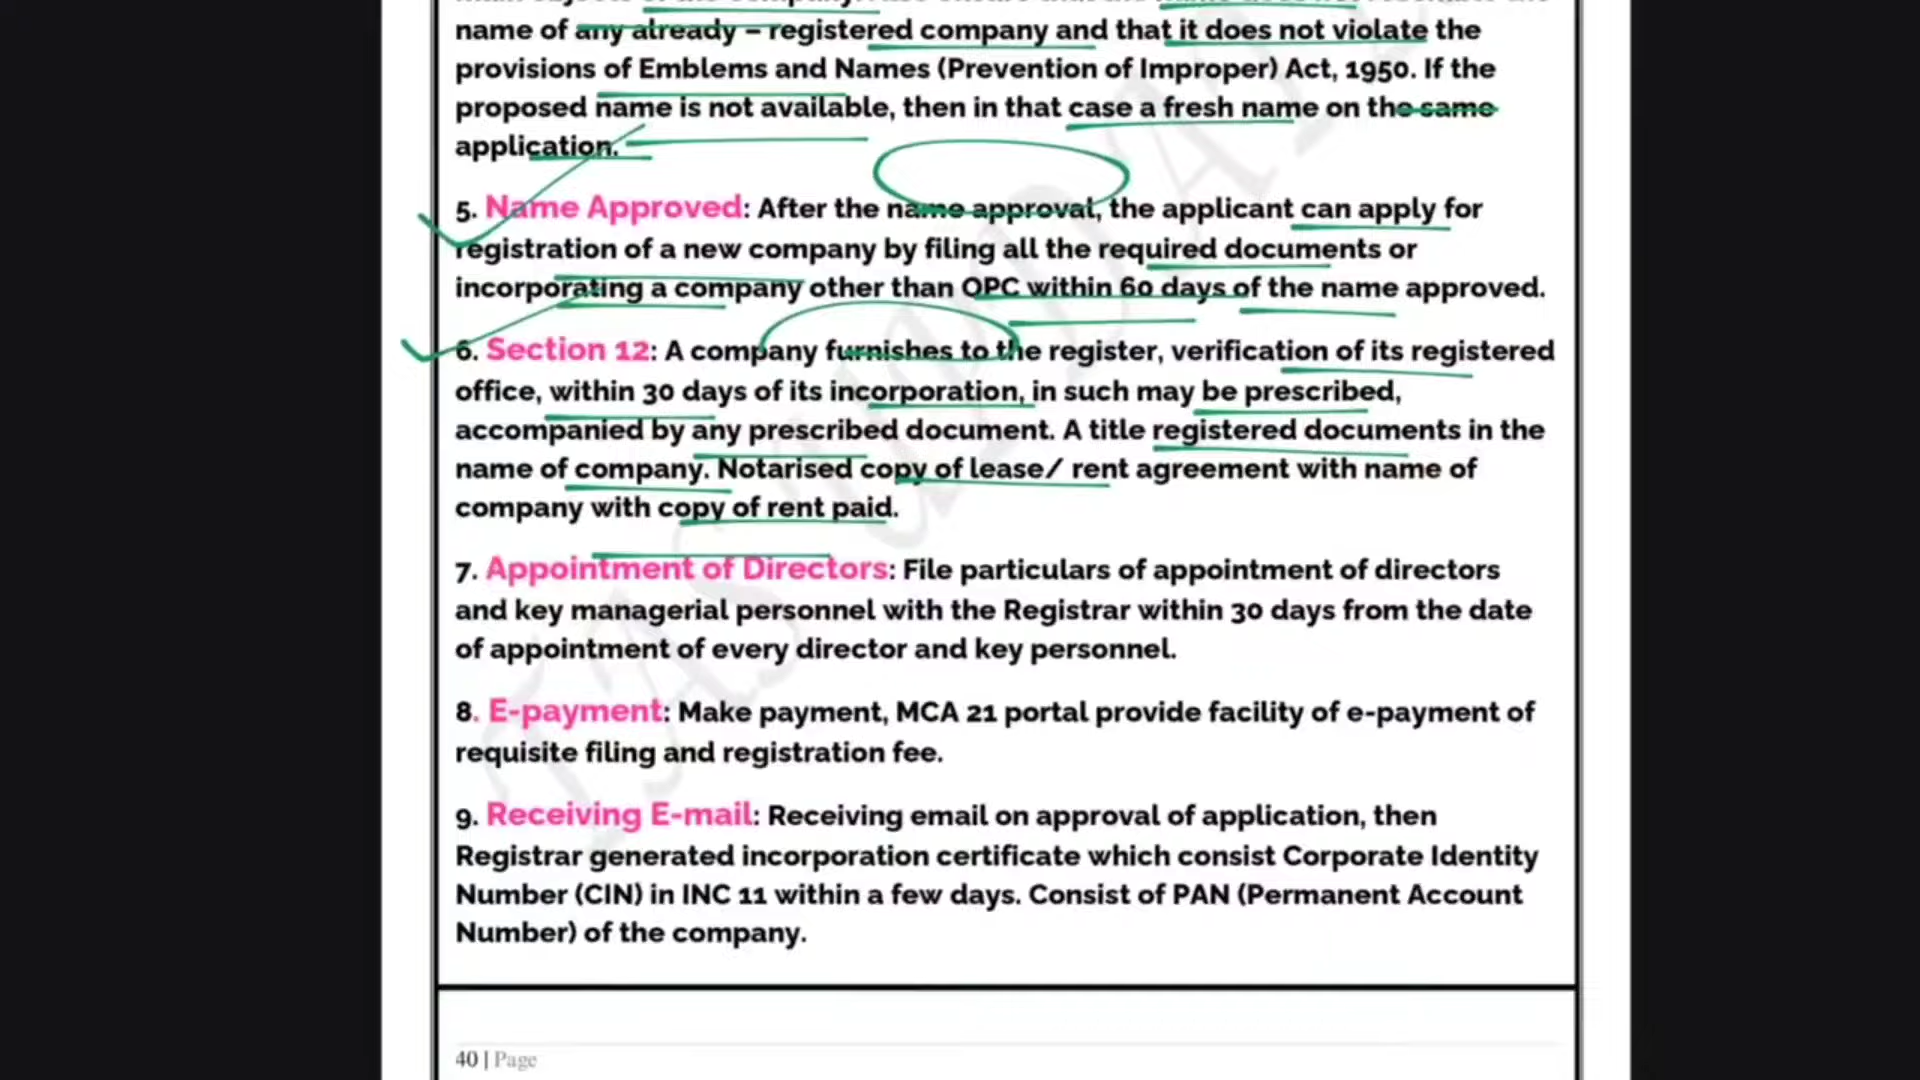 name of any already – registered company and that it does not violate the
provisions of Emblems and Names (Prevention of Improper) Act, 1950. If the
proposed name is not available, then in that case a fresh name on the same
application.
5. Name Approved: After the name approval, the applicant can apply for
registration of a new company by filing all the required documents or
incorporating a company other than OPC within 60 days of the name approved.
6. Section 12: A company furnishes to the register, verification of its registered
office, within 30 days of its incorporation, in such may be prescribed,
accompanied by any prescribed document. A title registered documents in the
name of company. Notarised copy of lease/ rent agreement with name of
company with copy of rent paid.
7. Appointment of Directors: File particulars of appointment of directors
and key managerial personnel with the Registrar within 30 days from the date
of appointment of every director and key personnel.
8. E-payment: Make payment, MCA 21 portal provide facility of e-payment of
requisite filing and registration fee.
9. Receiving E-mail: Receiving email on approval of application, then
Registrar generated incorporation certificate which consist Corporate Identity
Number (CIN) in INC 11 within a few days. Consist of PAN (Permanent Account
Number) of the company.
40 | Page